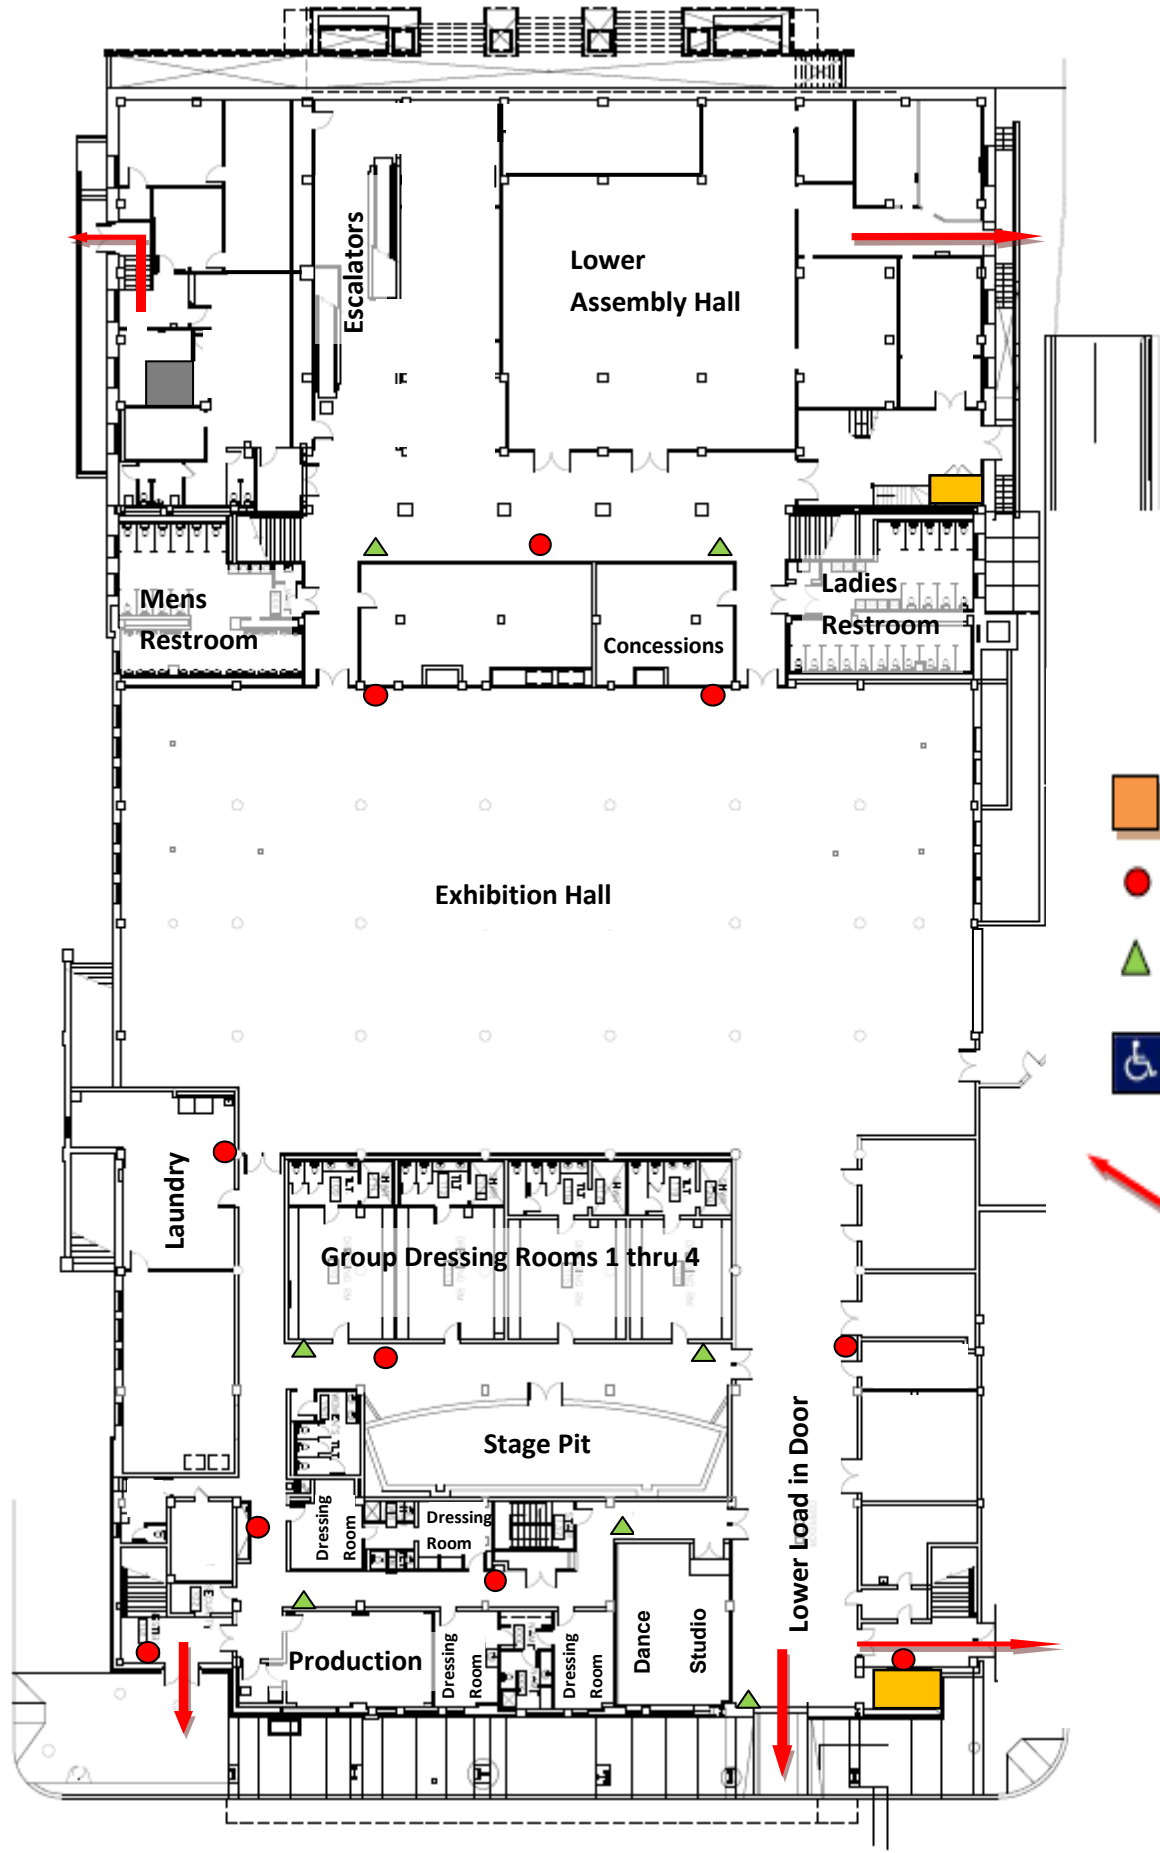 Escalators
Lower
Assembly Hall
Mens
Restroom
Ladies
Restroom
Concessions
Exhibition Hall
Laundry
Group Dressing Rooms 1 thru 4
Stage Pit
Lower Load in Door
Dressing
Room
Dressing
Room
Production
Dressing
Room
Dressing
Room
Dance
Studio